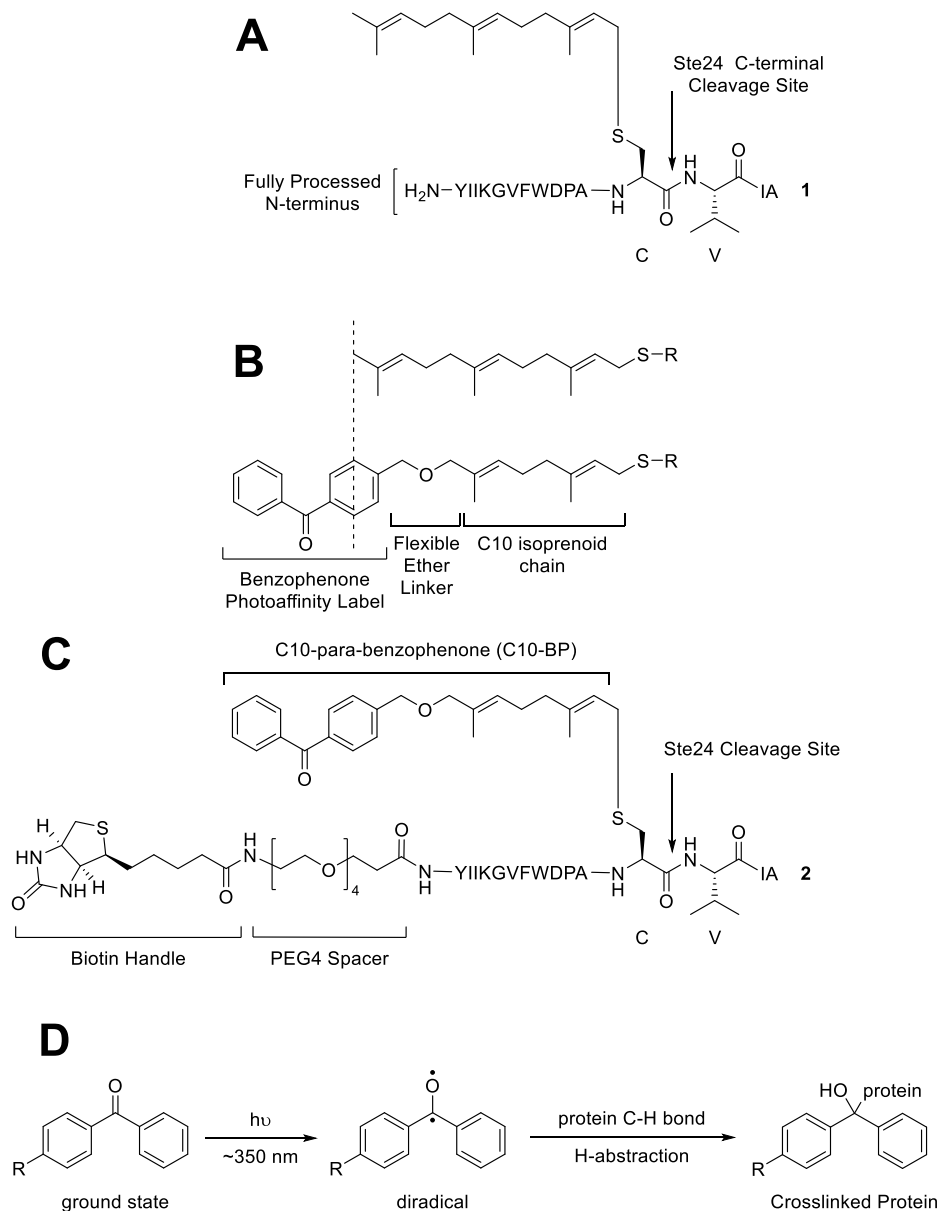 A
Ste24 C-terminal
Cleavage Site
S
Fully Processed
N-terminus
H2N
YIIKGVFWDPA
N
H
O
H
N
O
IA
1
C
V
B
S-R
S-R
O
O
Flexible
Ether
Linker
C10 isoprenoid
chain
Benzophenone
Photoaffinity Label
C
C10-para-benzophenone (C10-BP)
O
O
Ste24 Cleavage Site
S
H
S
HN
NH
H
O
O
H
N
O
4
O
N
H
YIIKGVFWDPA
N
H
O
H
N
O
IA
2
C
V
Biotin Handle
PEG4 Spacer
D
O
R
ground state
hυ
~350 nm
O
R
diradical
protein C-H bond
H-abstraction
HO
protein
R
Crosslinked Protein